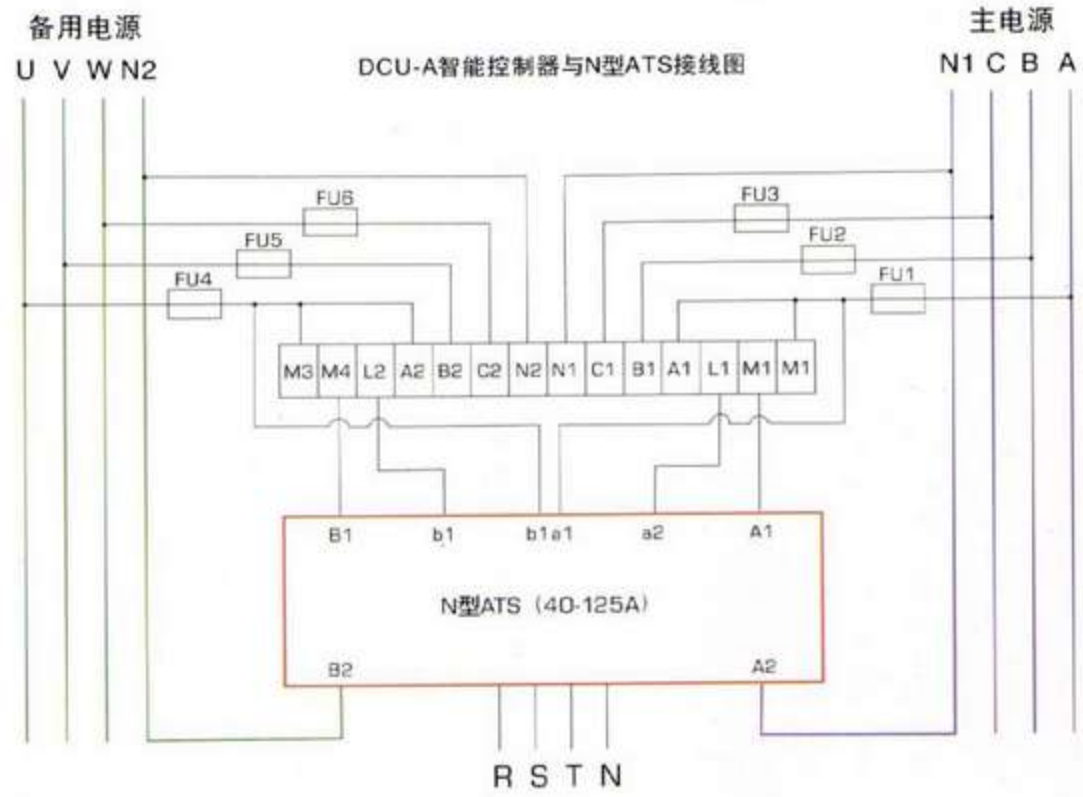 备用电源
主电源
U V W N2
DCU-A智能控制器与N型ATS接线图
N1 C B A
FU6
FU3
FU5
FU2
FU4
FU1
M3 M4 L2 A2 B2 C2 N2 N1 C1 B1 A1 L1 M1 M1
B1 b1 b1 a1 a2 A1
N型ATS（40-125A）
B2 A2
R S T N